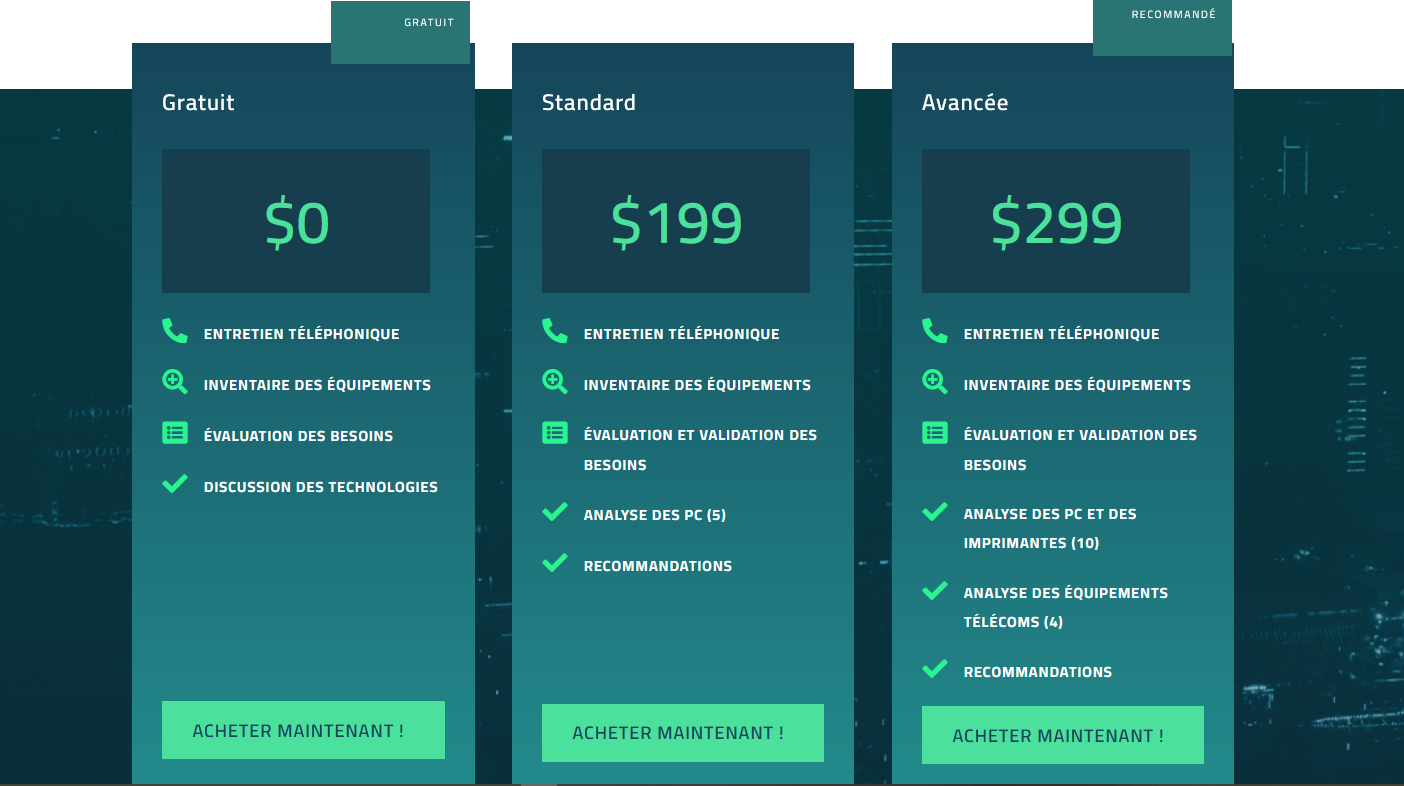 GRATUIT
Gratuit
$0
ENTRETIEN TÉLÉPHONIQUE
INVENTAIRE DES ÉQUIPEMENTS
ÉVALUATION DES BESOINS
DISCUSSION DES TECHNOLOGIES
ACHETER MAINTENANT !
Standard
$199
ENTRETIEN TÉLÉPHONIQUE
INVENTAIRE DES ÉQUIPEMENTS
ÉVALUATION ET VALIDATION DES
BESOINS
ANALYSE DES PC (5)
RECOMMANDATIONS
ACHETER MAINTENANT !
RECOMMANDÉ
Avancée
$299
ENTRETIEN TÉLÉPHONIQUE
INVENTAIRE DES ÉQUIPEMENTS
ÉVALUATION ET VALIDATION DES
BESOINS
ANALYSE DES PC ET DES
IMPRIMANTES (10)
ANALYSE DES ÉQUIPEMENTS
TÉLÉCOMS (4)
RECOMMANDATIONS
ACHETER MAINTENANT !